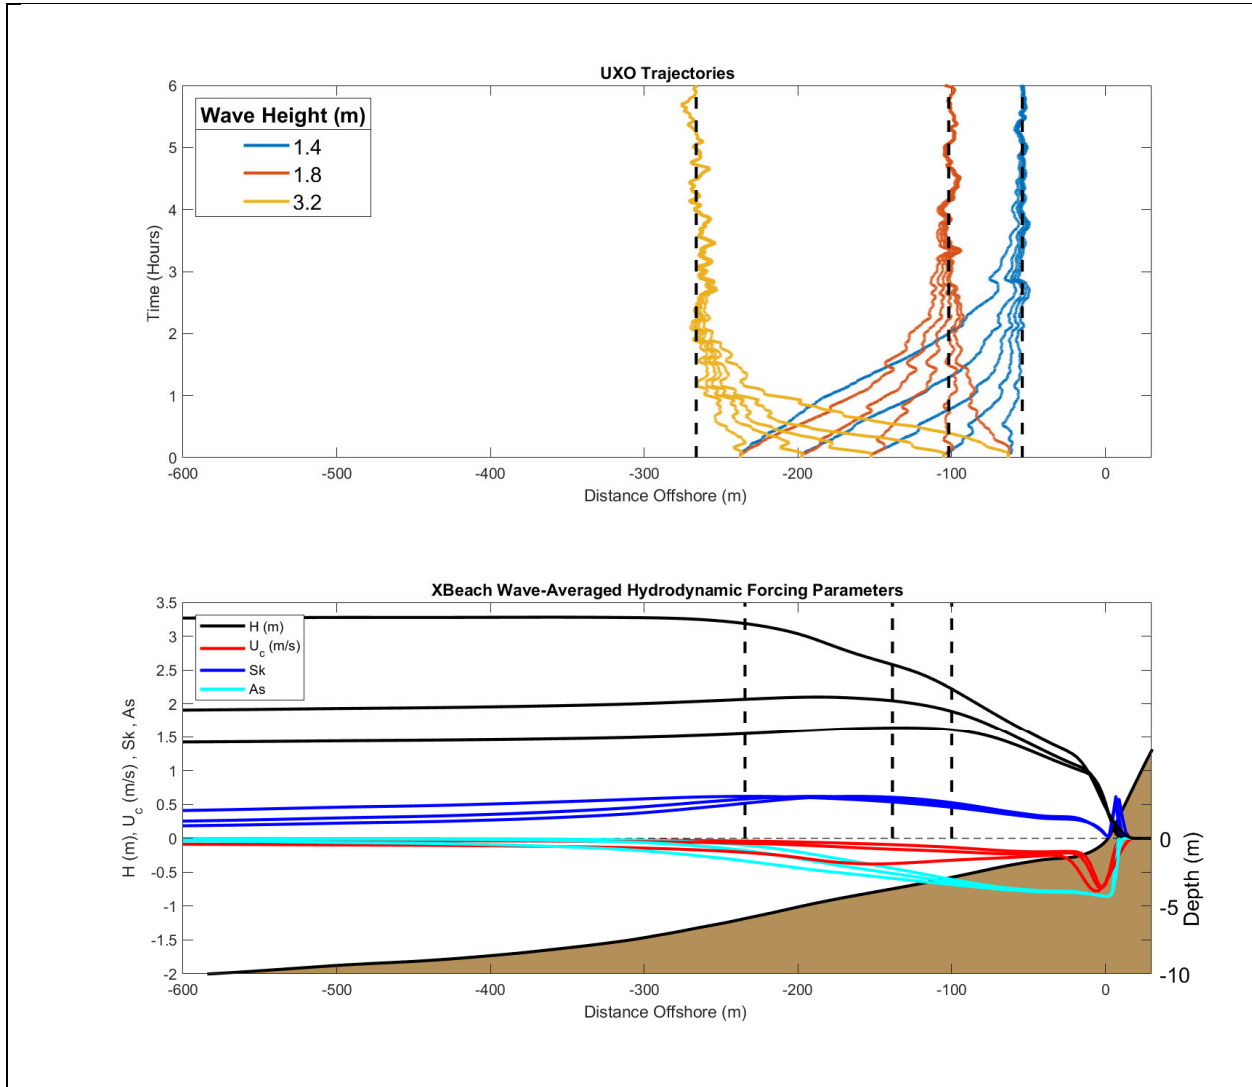 UXO Trajectories
6
5
4
3
2
1
0
Time (Hours)
Wave Height (m)
1.4
1.8
3.2
-600 -500 -400 -300 -200 -100 0
Distance Offshore (m)
XBeach Wave-Averaged Hydrodynamic Forcing Parameters
3.5
3
2.5
2
1.5
1
0.5
0
-0.5
-1
-1.5
-2
H (m), U_c (m/s) , Sk , As
H (m)
U_c (m/s)
Sk
As
0
-5
-10
Depth (m)
-600 -500 -400 -300 -200 -100 0
Distance Offshore (m)